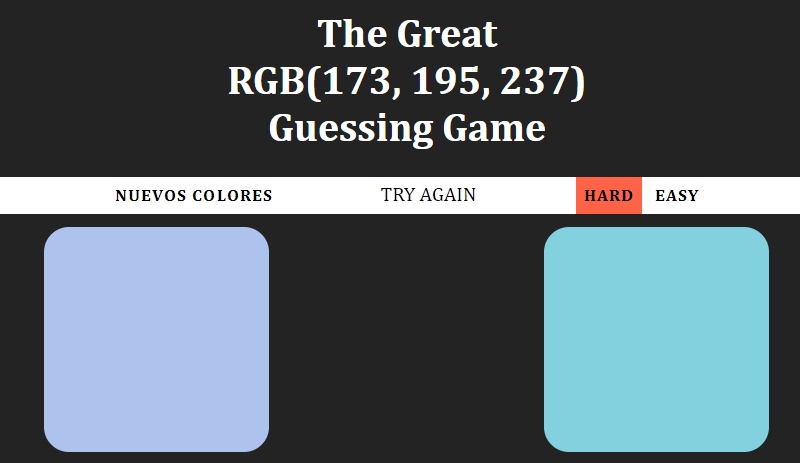 The Great
RGB(173, 195, 237)
Guessing Game
NUEVOS COLORES TRY AGAIN HARD EASY